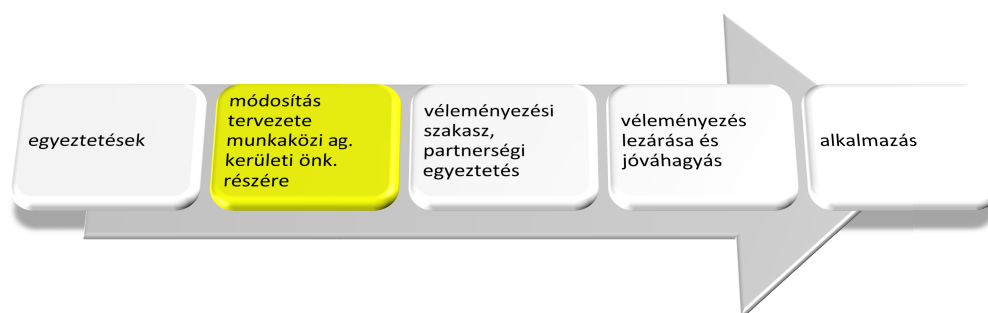 egyeztetések
módosítás
tervezete
munkaközi ag.
kerületi önk.
részére
véleményezési
szakasz,
partnerségi
egyeztetés
véleményezés
lezárása és
jóváhagyás
alkalmazás